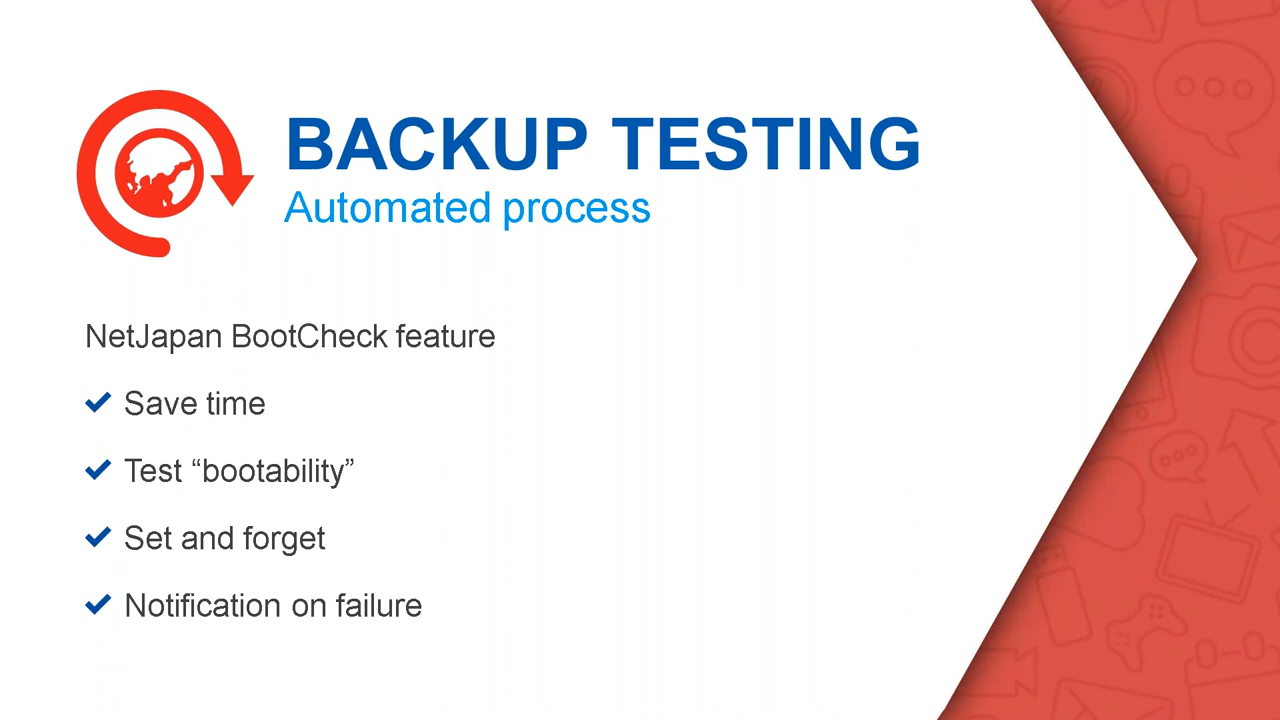 BACKUP TESTING
Automated process
NetJapan BootCheck feature
Save time
Test “bootability”
Set and forget
Notification on failure